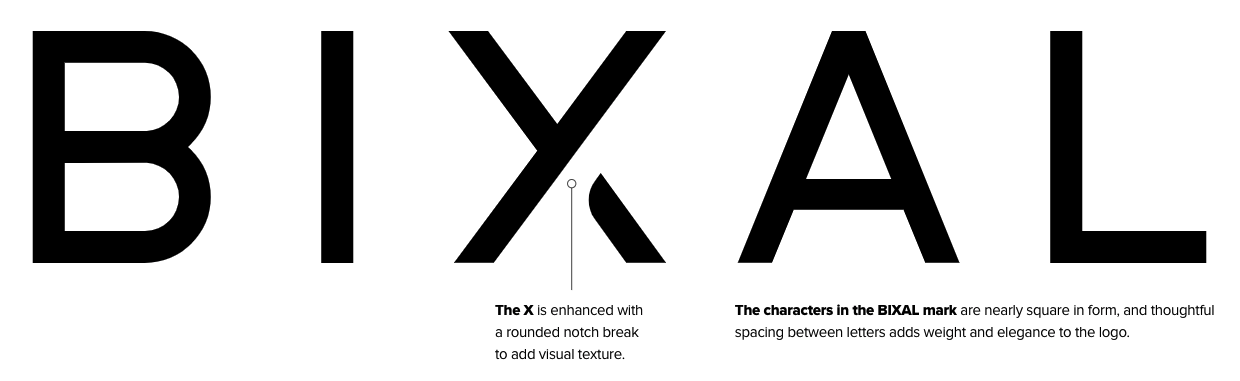 BIXAL
The X is enhanced with
a rounded notch break
to add visual texture.
The characters in the BIXAL mark are nearly square in form, and thoughtful
spacing between letters adds weight and elegance to the logo.